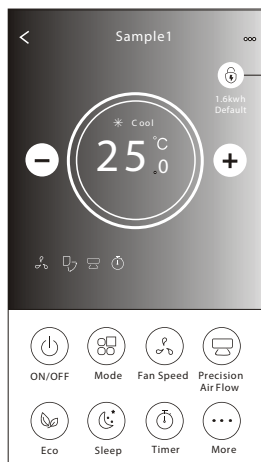 Sample1
1.6kwh
Default
Cool
25.0°C
ON/OFF
Mode
Fan Speed
Precision
Air Flow
Eco
Sleep
Timer
More